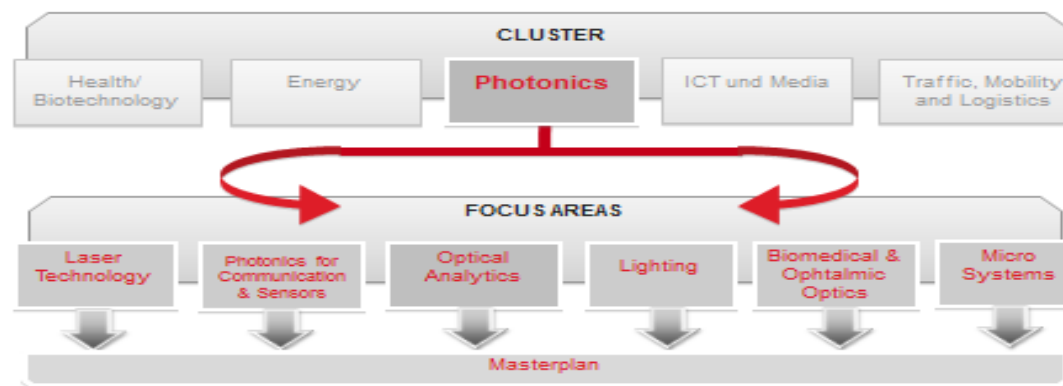 CLUSTER
Health/
Biotechnology
Energy
Photonics
ICT und Media
Traffic, Mobility
and Logistics
FOCUS AREAS
Laser
Technology
Photonics for
Communication
& Sensors
Optical
Analytics
Lighting
Biomedical &
Ophtalmic
Optics
Micro
Systems
Masterplan